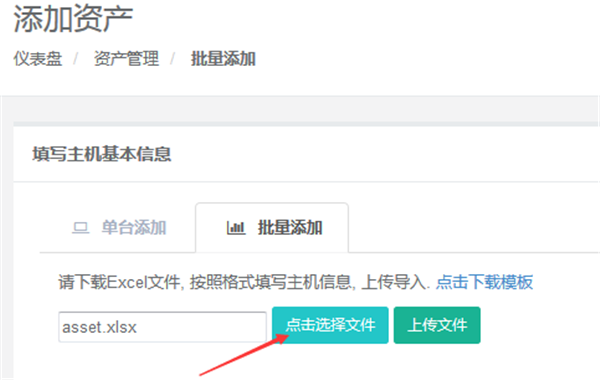 添加资产
仪表盘 / 资产管理 / 批量添加
填写主机基本信息
单台添加 批量添加
请下载Excel文件, 按照格式填写主机信息, 上传导入. 点击下载模板
asset.xlsx 点击选择文件 上传文件